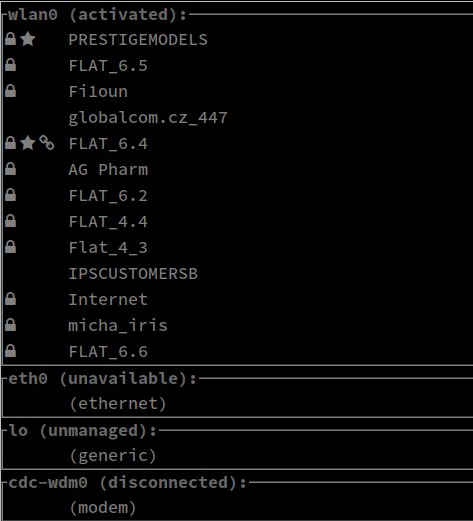 wlan0 (activated):
PRESTIGEMODELS
FLAT_6.5
Fi1oun
globalcom.cz_447
FLAT_6.4
AG Pharm
FLAT_6.2
FLAT_4.4
Flat_4_3
IPSCUSTOMERSB
Internet
micha_iris
FLAT_6.6
eth0 (unavailable):
(ethernet)
lo (unmanaged):
(generic)
cdc-wdm0 (disconnected):
(modem)